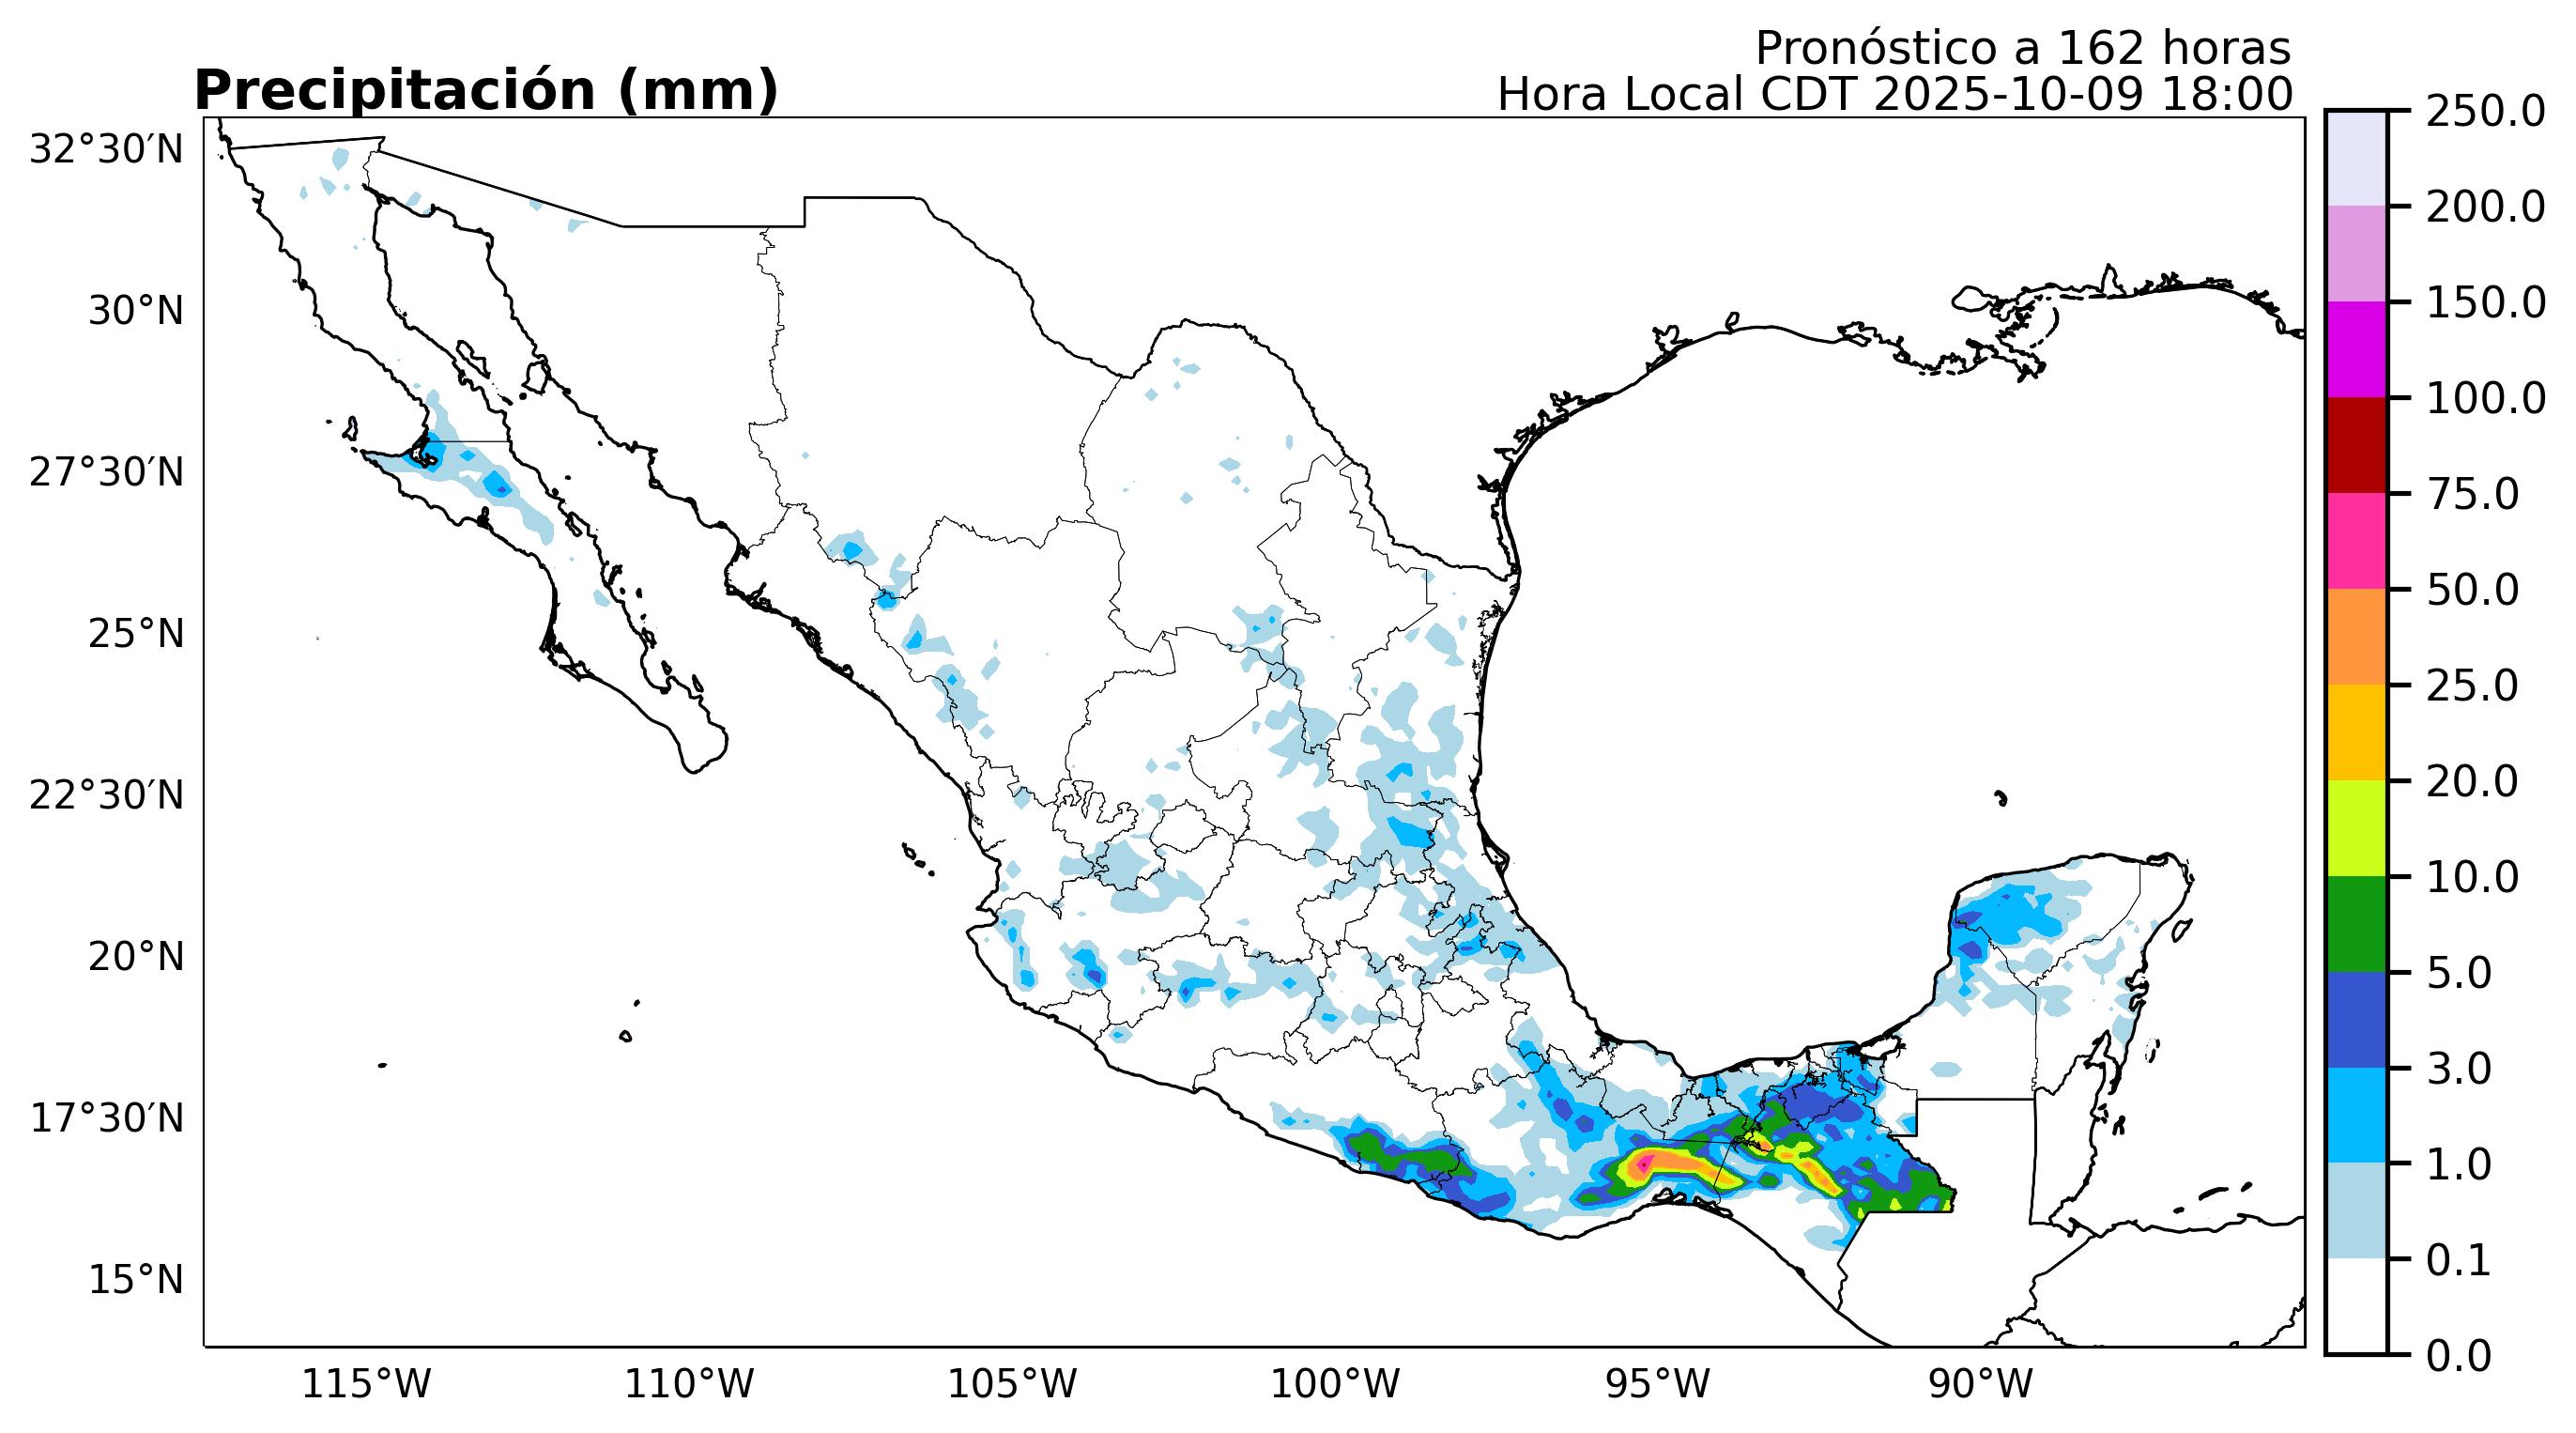 Pronóstico a 162 horas
Precipitación (mm)
Hora Local CDT 2025-10-09 18:00
32°30′N
30°N
27°30′N
25°N
22°30′N
20°N
17°30′N
15°N
115°W
110°W
105°W
100°W
95°W
90°W
250.0
200.0
150.0
100.0
75.0
50.0
25.0
20.0
10.0
5.0
3.0
1.0
0.1
0.0